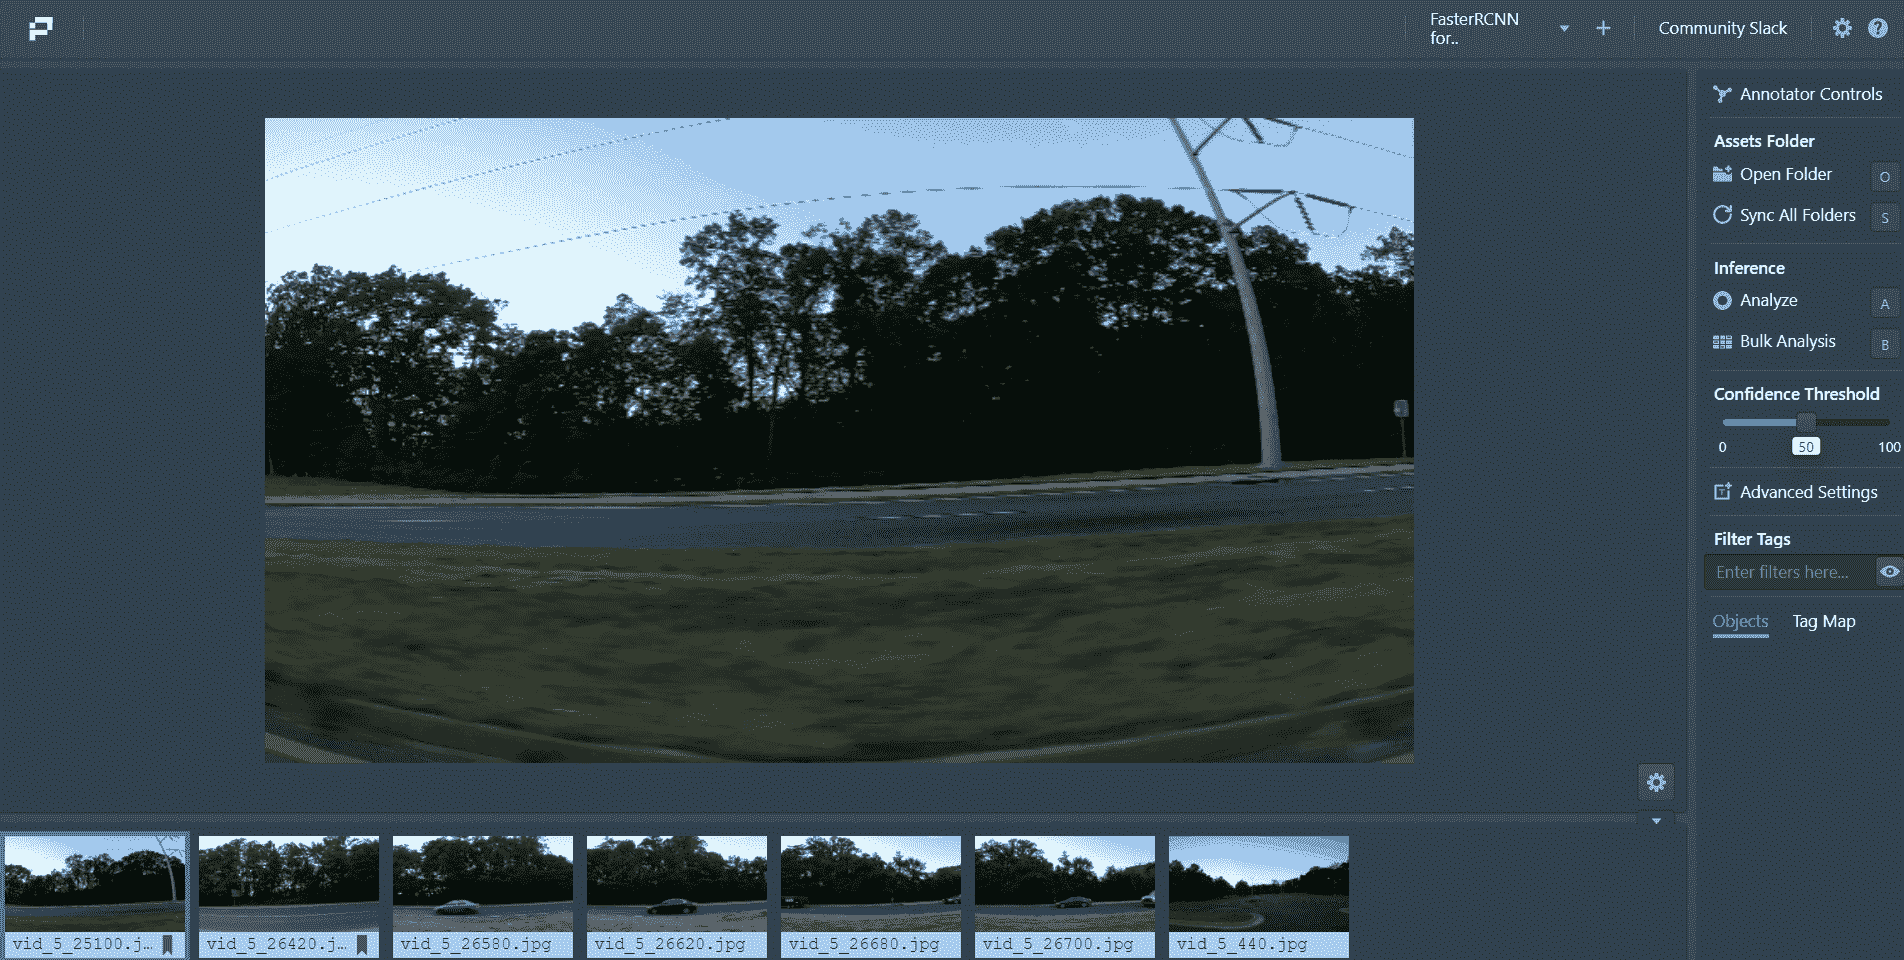 FasterRCNN
for..
Community Slack
Annotator Controls
Assets Folder
Open Folder
O
Sync All Folders
S
Inference
Analyze
A
Bulk Analysis
B
Confidence Threshold
0
50
100
Advanced Settings
Filter Tags
Enter filters here...
Objects
Tag Map
vid_5_25100.j…
vid_5_26420.j…
vid_5_26580.jpg
vid_5_26620.jpg
vid_5_26680.jpg
vid_5_26700.jpg
vid_5_440.jpg